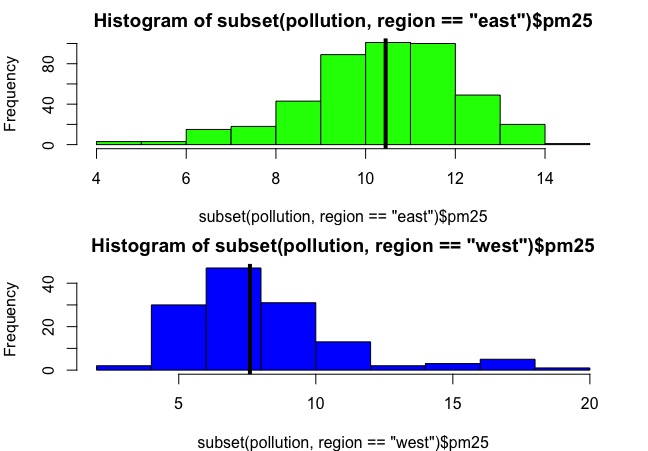 Histogram of subset(pollution, region == "east")$pm25
Frequency
80
40
0
4 6 8 10 12 14
subset(pollution, region == "east")$pm25
Histogram of subset(pollution, region == "west")$pm25
Frequency
40
20
0
5 10 15 20
subset(pollution, region == "west")$pm25